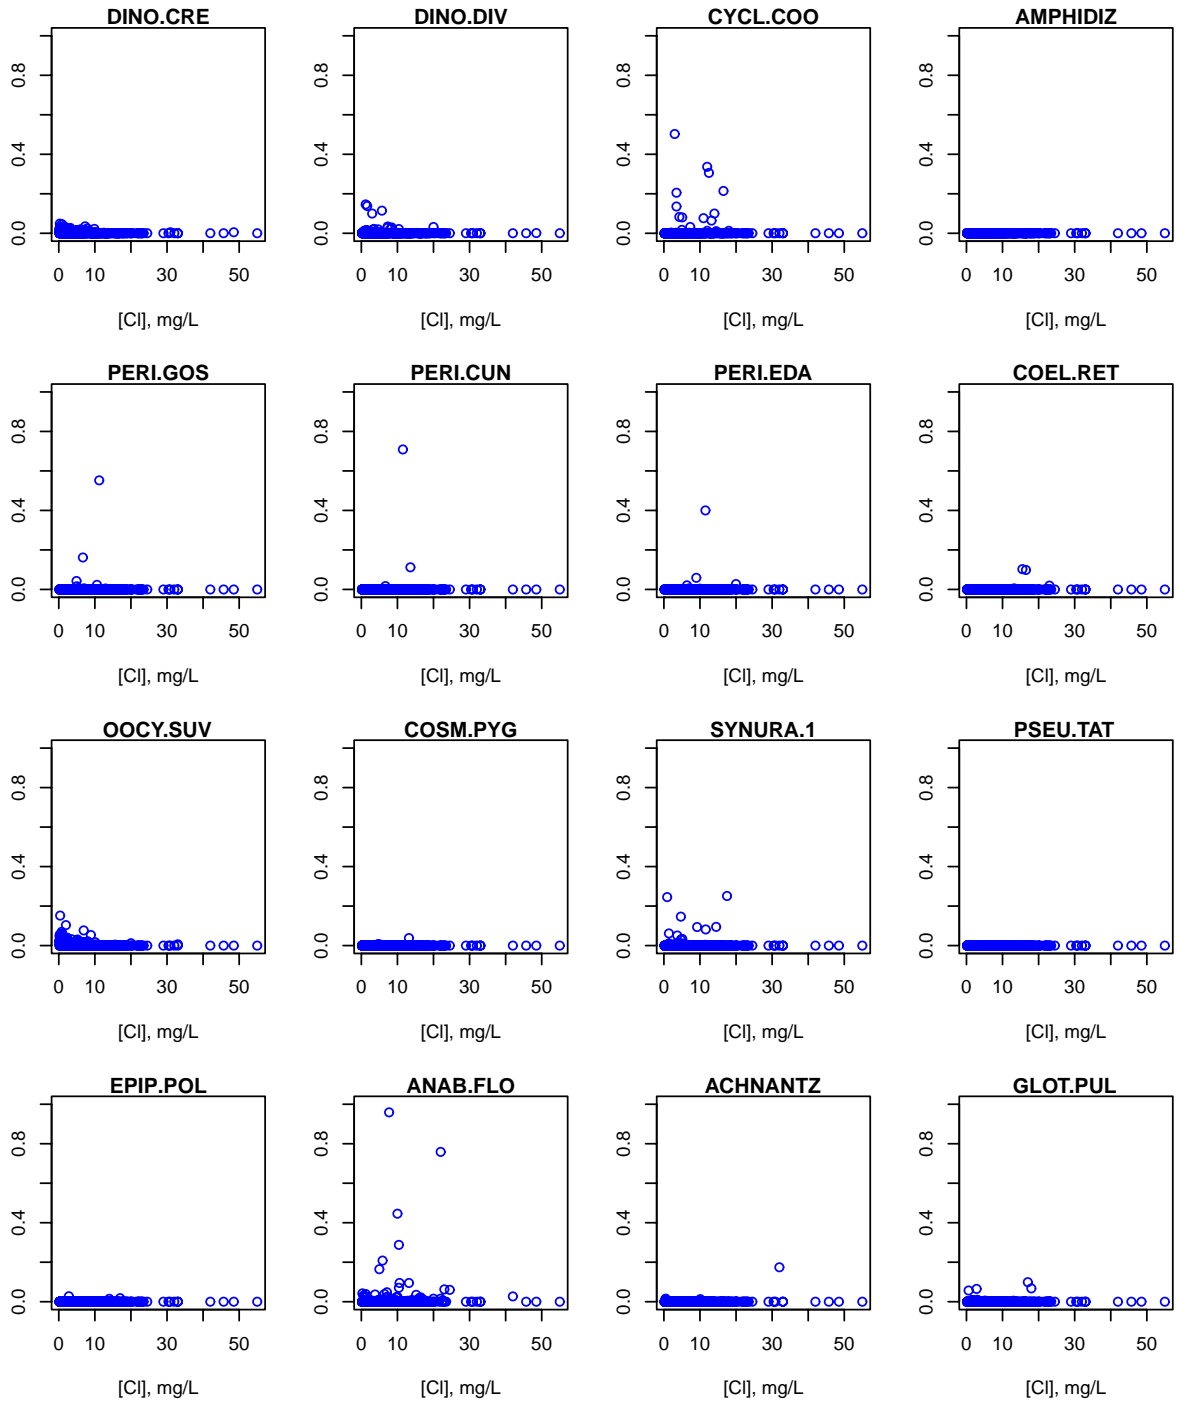 DINO.CRE DINO.DIV CYCL.COO AMPHIDIZ
0.8 0.8 0.8 0.8
0.4 0.4 0.4 0.4
0.0 0.0 0.0 0.0
0 10 30 50 0 10 30 50 0 10 30 50 0 10 30 50
[Cl], mg/L [Cl], mg/L [Cl], mg/L [Cl], mg/L
PERI.GOS PERI.CUN PERI.EDA COEL.RET
0.8 0.8 0.8 0.8
0.4 0.4 0.4 0.4
0.0 0.0 0.0 0.0
0 10 30 50 0 10 30 50 0 10 30 50 0 10 30 50
[Cl], mg/L [Cl], mg/L [Cl], mg/L [Cl], mg/L
OOCY.SUV COSM.PYG SYNURA.1 PSEU.TAT
0.8 0.8 0.8 0.8
0.4 0.4 0.4 0.4
0.0 0.0 0.0 0.0
0 10 30 50 0 10 30 50 0 10 30 50 0 10 30 50
[Cl], mg/L [Cl], mg/L [Cl], mg/L [Cl], mg/L
EPIP.POL ANAB.FLO ACHNANTZ GLOT.PUL
0.8 0.8 0.8 0.8
0.4 0.4 0.4 0.4
0.0 0.0 0.0 0.0
0 10 30 50 0 10 30 50 0 10 30 50 0 10 30 50
[Cl], mg/L [Cl], mg/L [Cl], mg/L [Cl], mg/L